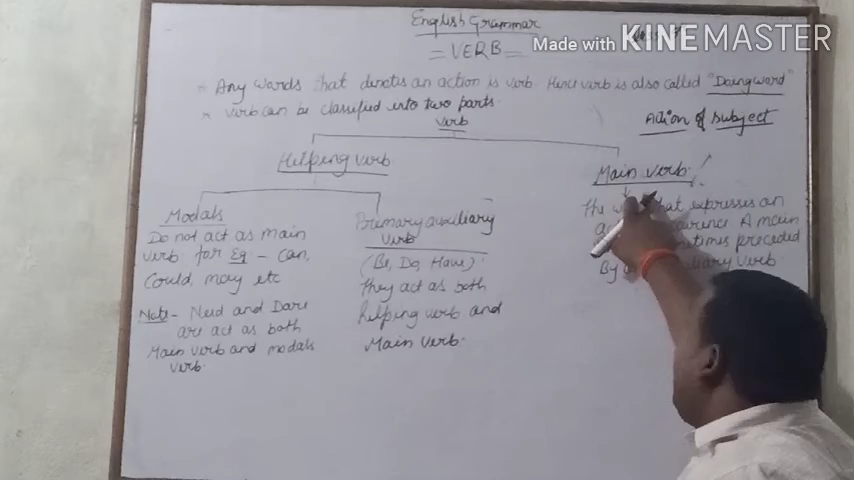 English Grammar
= VERB =
Made with KINEMASTER
Any words that denotes an action is verb Hence verb is also called "Doing word"
verb can be classified into two parts.
Action of subject
verb
Helping verb
Main verb
Modals
Do not act as main
verb for Eg - can,
Could, may etc
Note - Need and Dare
are act as both
Main verb and modals
verb.
Primary auxiliary
verb
(Be, Do, Have)
They act as both
helping verb and
Main verb.
The that expresses an
A main
preceded
By verb